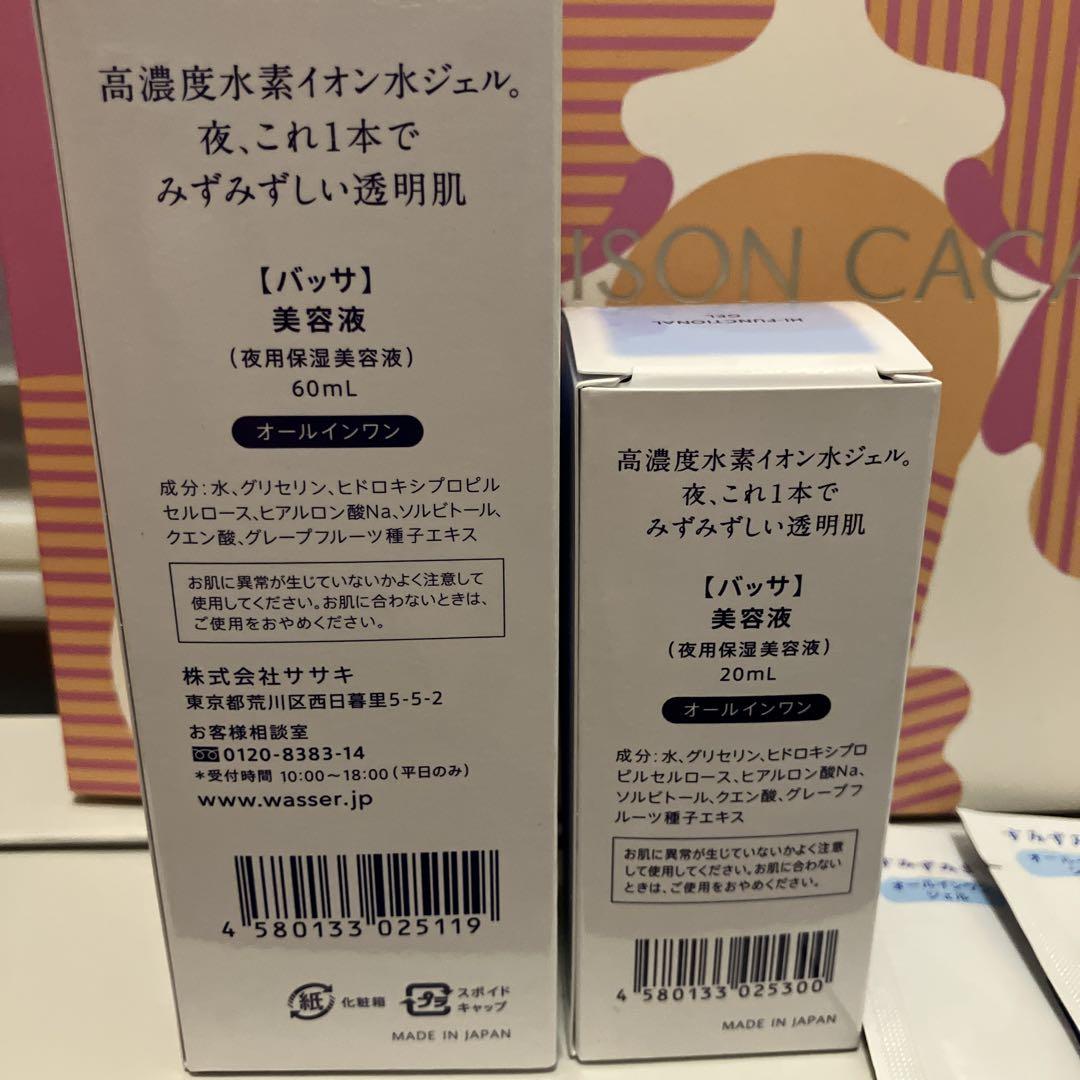 高濃度水素イオン水ジェル。
夜、これ1本で
みずみずしい透明肌
【バッサ】
美容液
(夜用保湿美容液)
60mL
オールインワン
成分:水、グリセリン、ヒドロキシプロピル
セルロース、ヒアルロン酸Na、ソルビトール、
クエン酸、グレープフルーツ種子エキス
お肌に異常が生じていないかよく注意して
使用してください。お肌に合わないときは、
ご使用をおやめください。
株式会社ササキ
東京都荒川区西日暮里5-5-2
お客様相談室
0120-8383-14
*受付時間 10:00~18:00(平日のみ)
www.wasser.jp
4 580133 025119
紙 化粧箱
プラ スポイド
キャップ
MADE IN JAPAN
ISON CACA
HI-FUNCTIONAL
GEL
高濃度水素イオン水ジェル。
夜、これ1本で
みずみずしい透明肌
【バッサ】
美容液
(夜用保湿美容液)
20mL
オールインワン
成分:水、グリセリン、ヒドロキシプロ
ピルセルロース、ヒアルロン酸Na、
ソルビトール、クエン酸、グレープフ
ルーツ種子エキス
お肌に異常が生じていないかよく注意
して使用してください。お肌に合わない
ときは、ご使用をおやめください。
4 580133 025300
MADE IN JAPAN